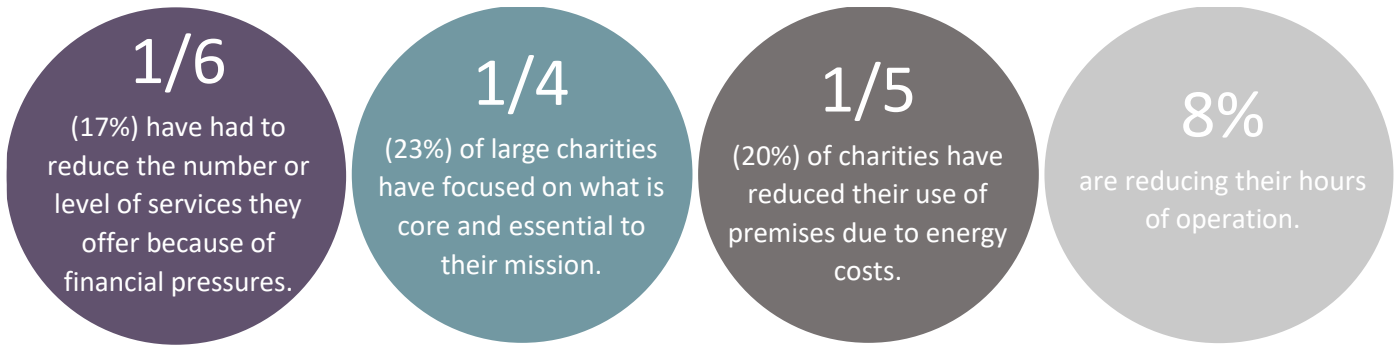 1/6
(17%) have had to
reduce the number or
level of services they
offer because of
financial pressures.
1/4
(23%) of large charities
have focused on what is
core and essential to
their mission.
1/5
(20%) of charities have
reduced their use of
premises due to energy
costs.
8%
are reducing their hours
of operation.